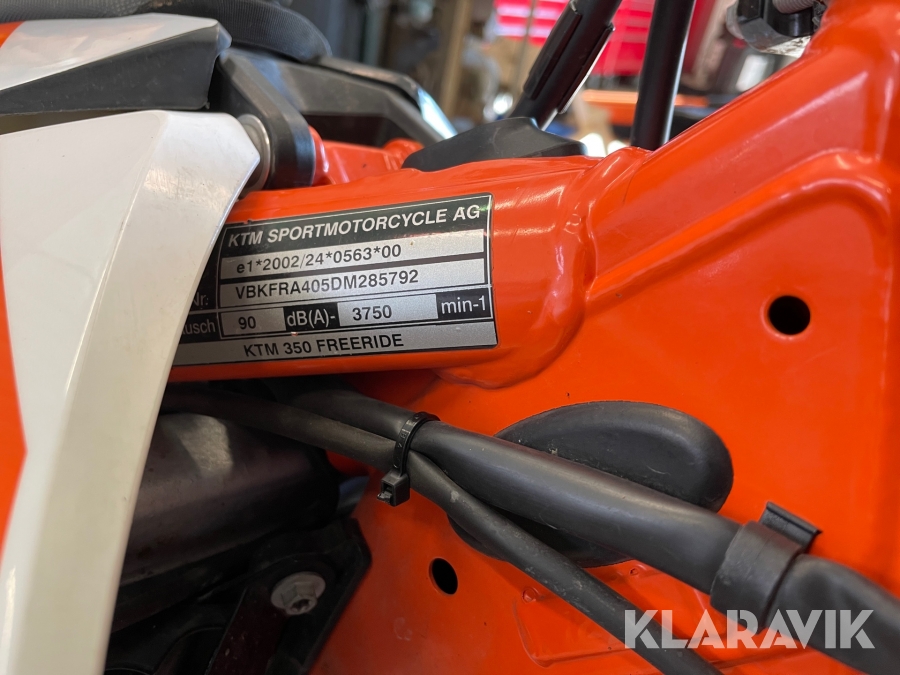 KTM SPORTMOTORCYCLE AG
e1*2002/24*0563*00
Nr: VBKFRA405DM285792
usch 90 dB(A)- 3750 min-1
KTM 350 FREERIDE
KLARAVIK